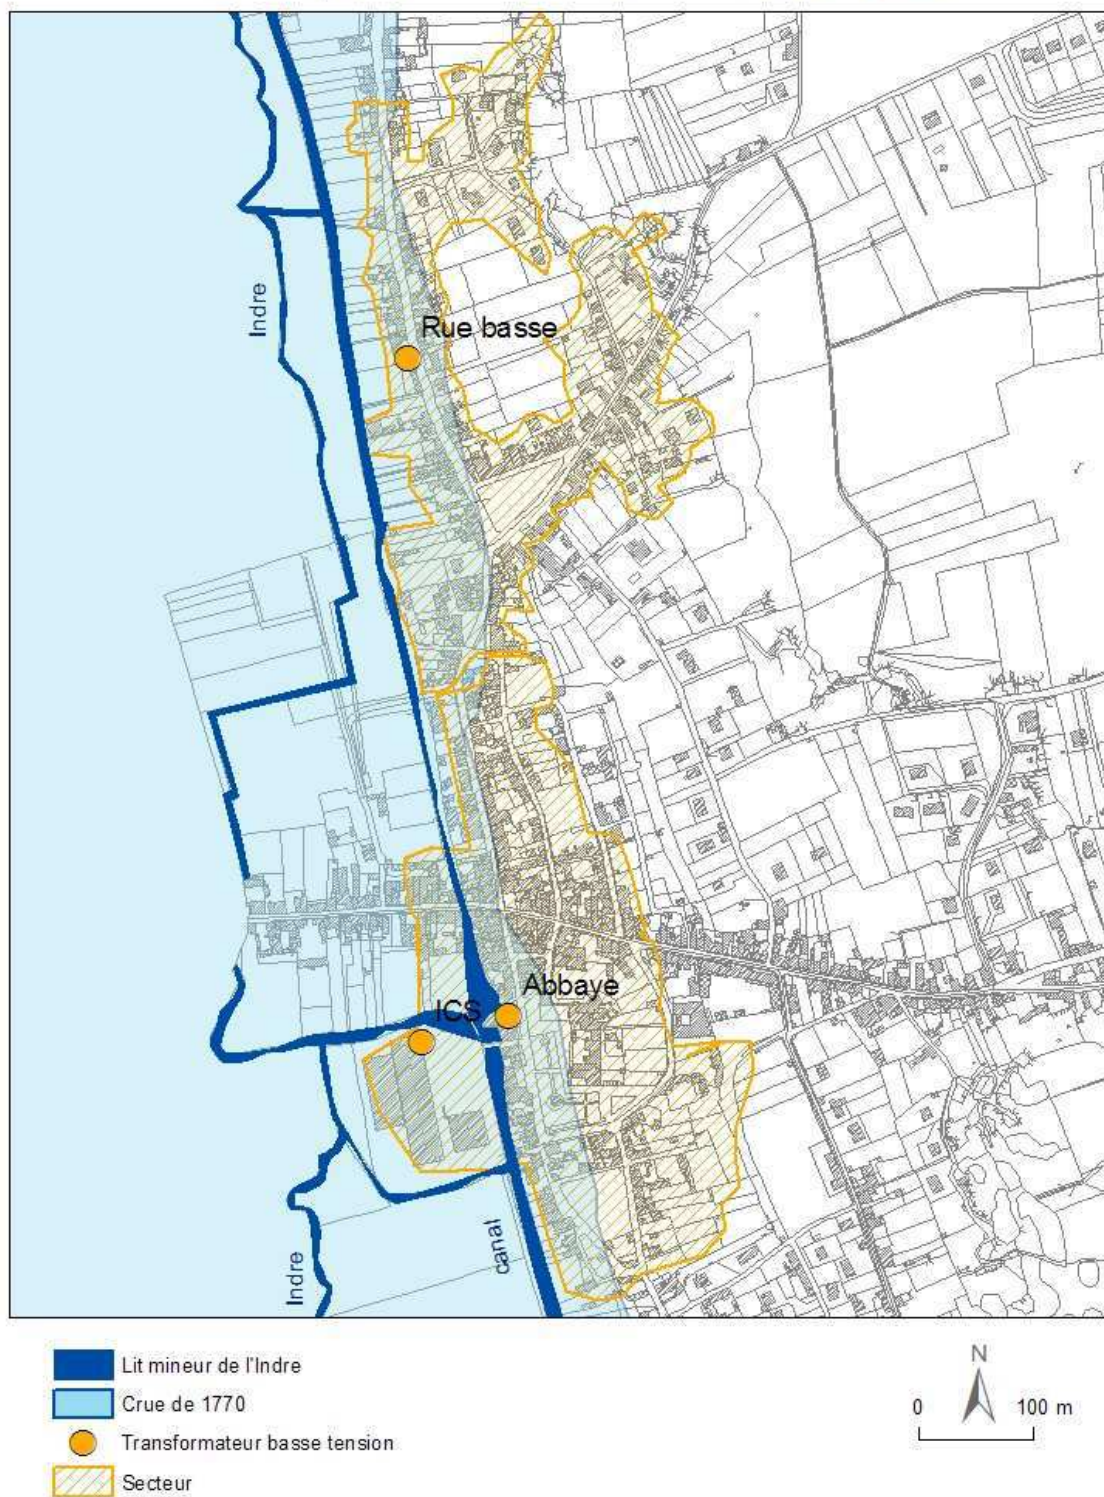 Indre
Rue basse
Abbaye
ICS
canal
Indre
Lit mineur de l'Indre
Crue de 1770
Transformateur basse tension
Secteur
N
0 100 m